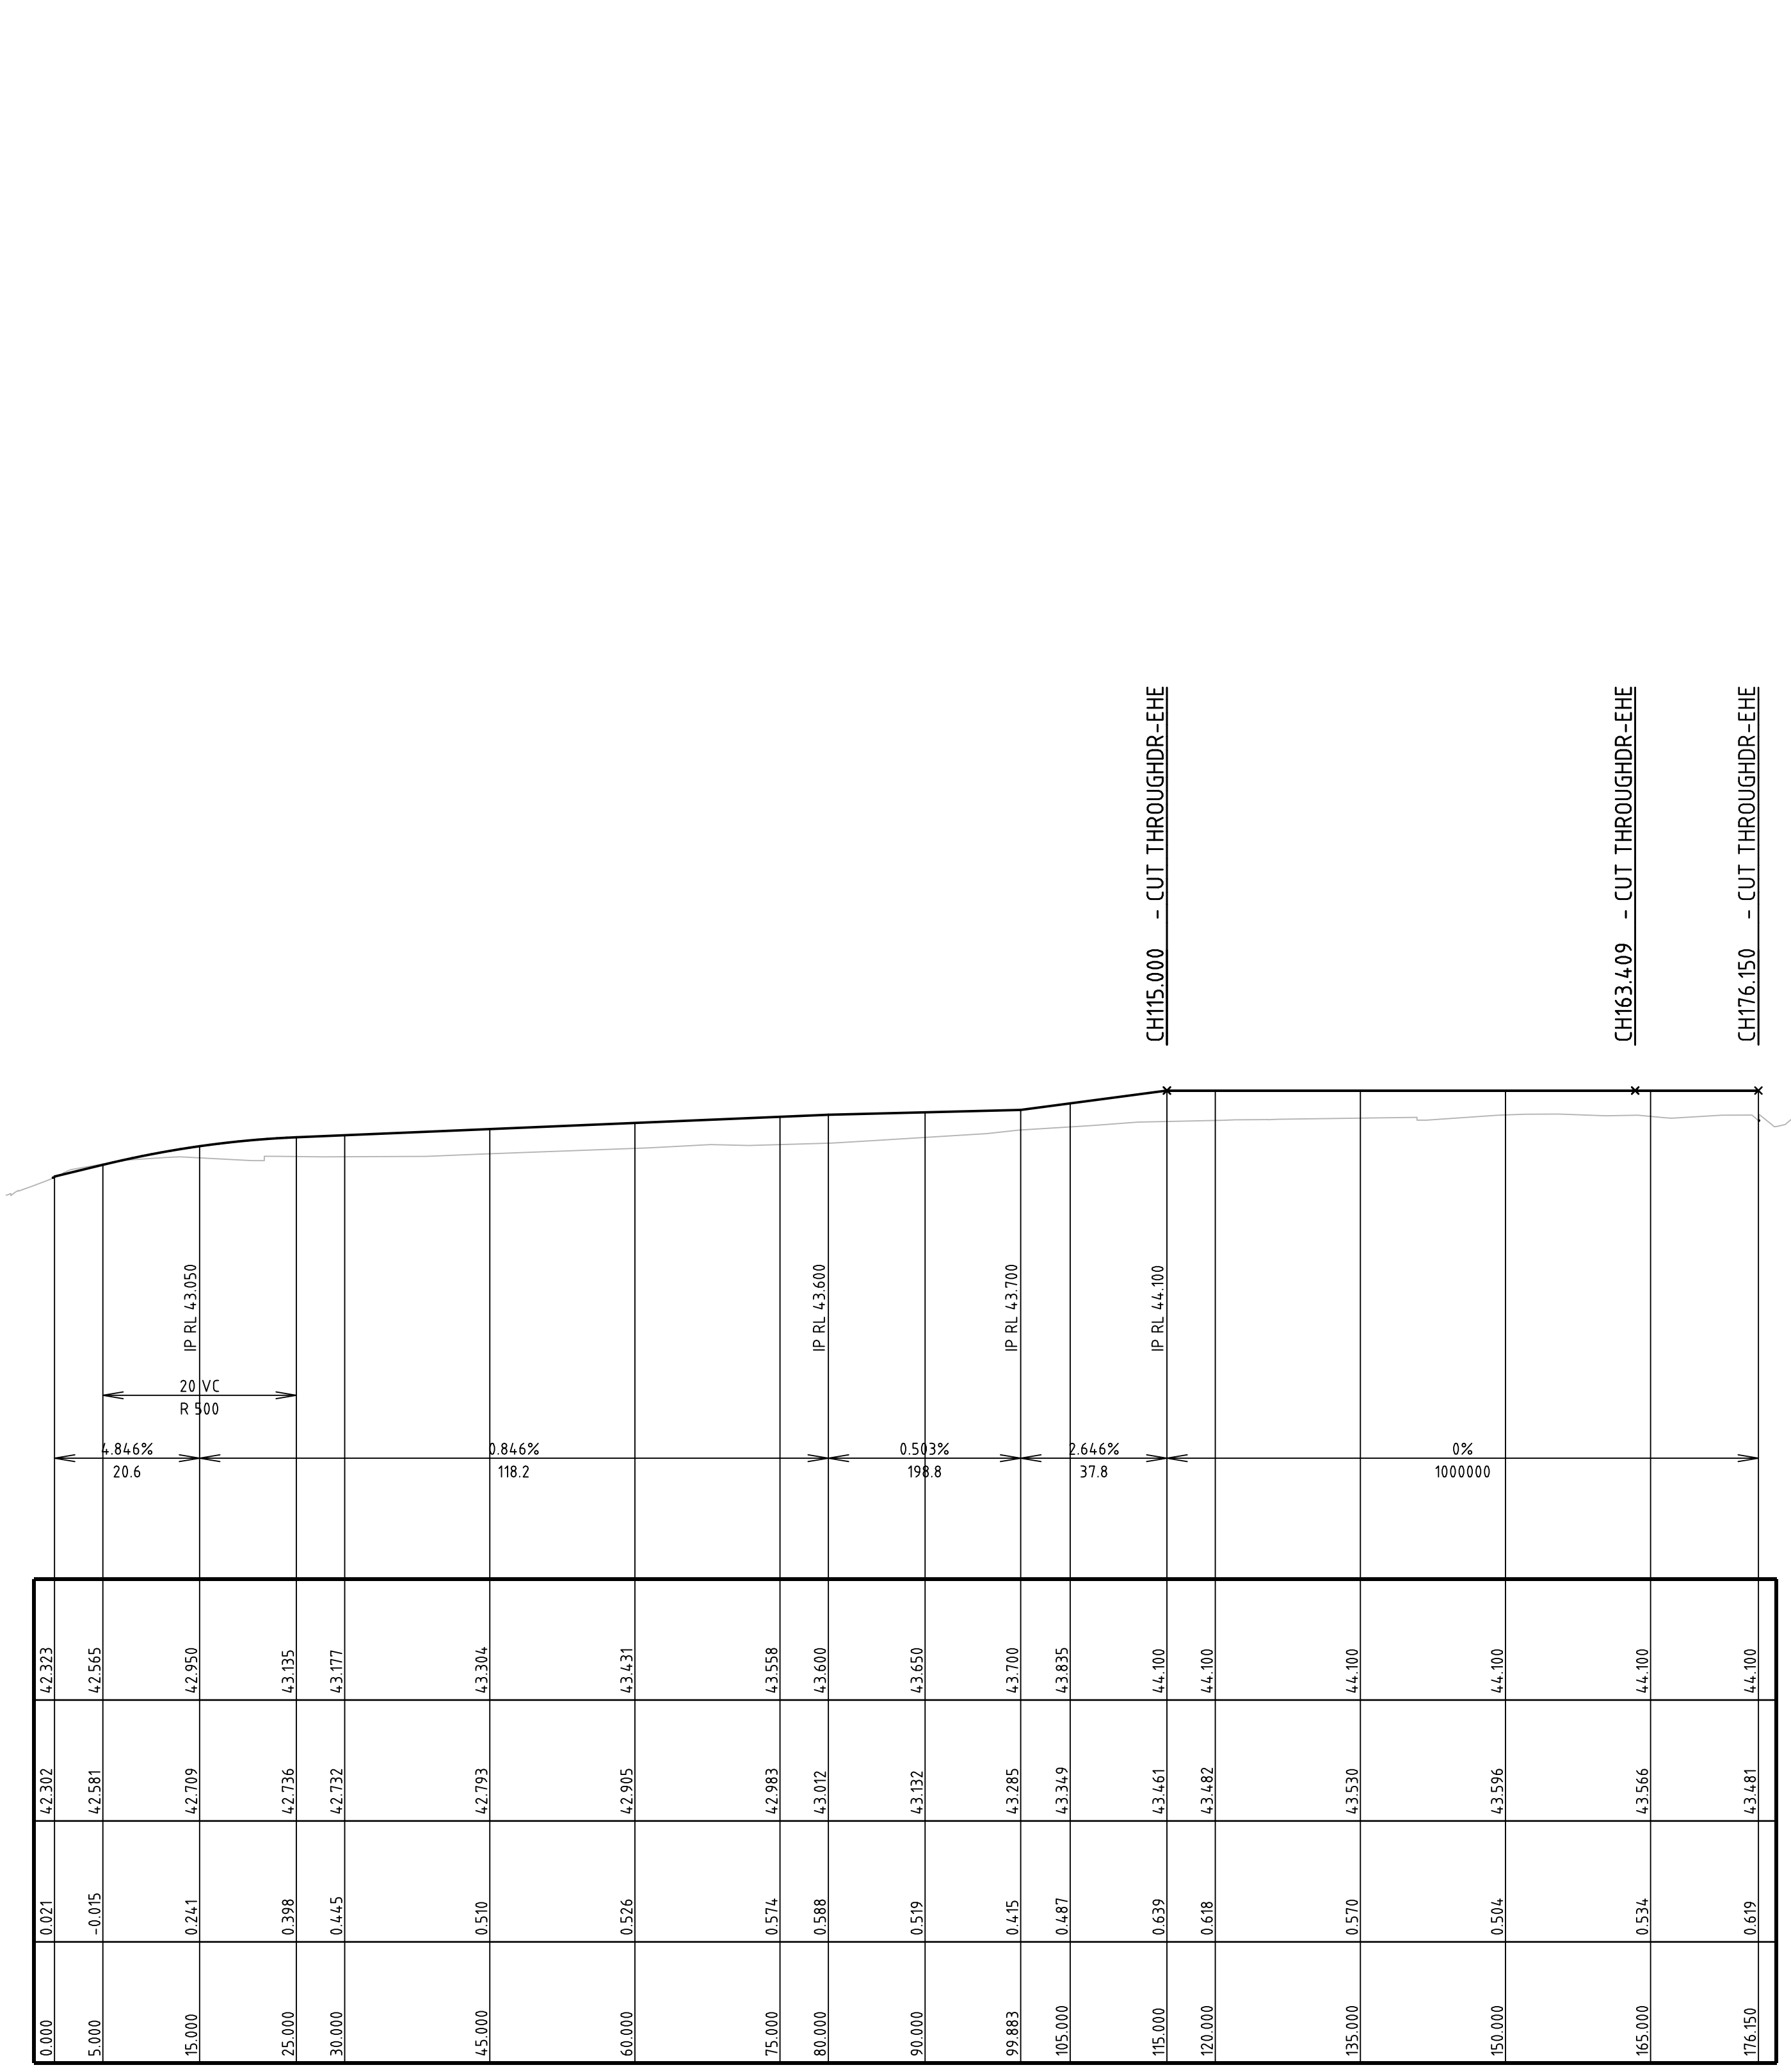 CH115.000 - CUT THROUGHDR-EHE
CH163.409 - CUT THROUGHDR-EHE
CH176.150 - CUT THROUGHDR-EHE
IP RL 43.050
IP RL 43.600
IP RL 43.700
IP RL 44.100
20 VC
R 500
4.846% 0.846% 0.503% 2.646% 0%
20.6 118.2 198.8 37.8 1000000
42.323 42.565 42.950 43.135 43.177 43.304 43.431 43.558 43.600 43.650 43.700 43.835 44.100 44.100 44.100 44.100 44.100 44.100
42.302 42.581 42.709 42.736 42.732 42.793 42.905 42.983 43.012 43.132 43.285 43.349 43.461 43.482 43.530 43.596 43.566 43.481
0.021 -0.015 0.241 0.398 0.445 0.510 0.526 0.574 0.588 0.519 0.415 0.487 0.639 0.618 0.570 0.504 0.534 0.619
0.000 5.000 15.000 25.000 30.000 45.000 60.000 75.000 80.000 90.000 99.883 105.000 115.000 120.000 135.000 150.000 165.000 176.150